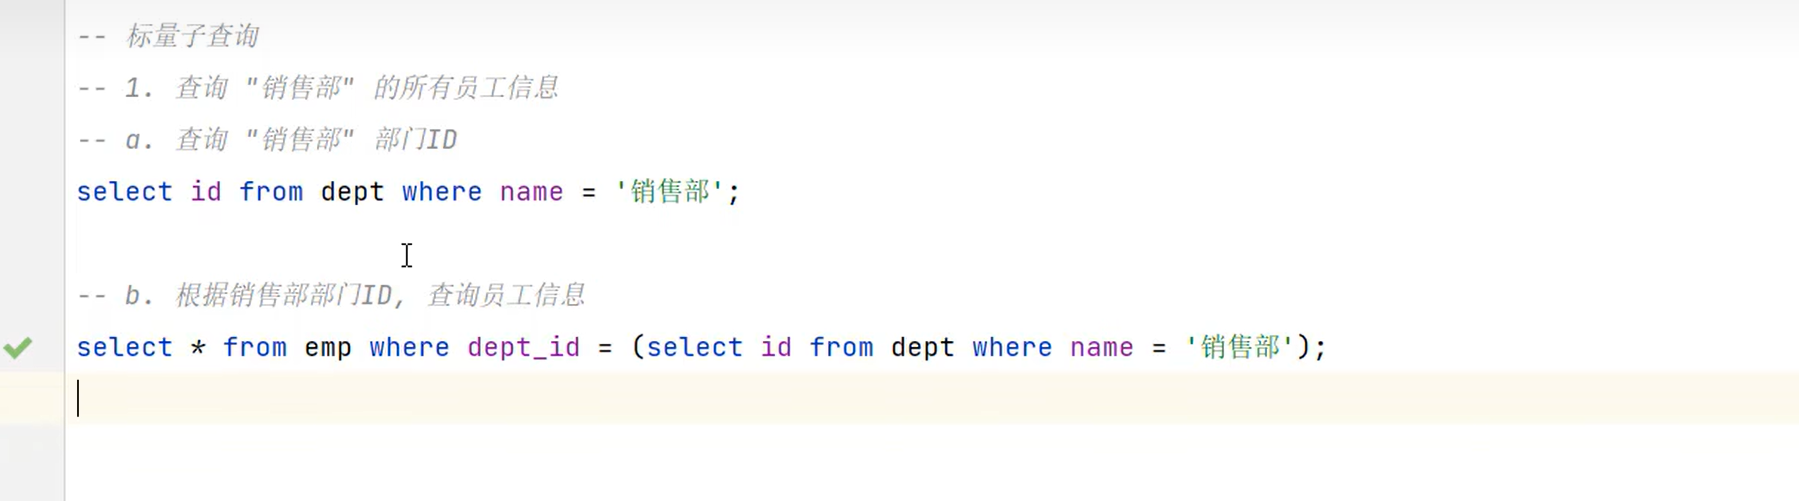 -- 标量子查询
-- 1. 查询 "销售部" 的所有员工信息
-- a. 查询 "销售部" 部门ID
select id from dept where name = '销售部';
-- b. 根据销售部部门ID, 查询员工信息
select * from emp where dept_id = (select id from dept where name = '销售部');